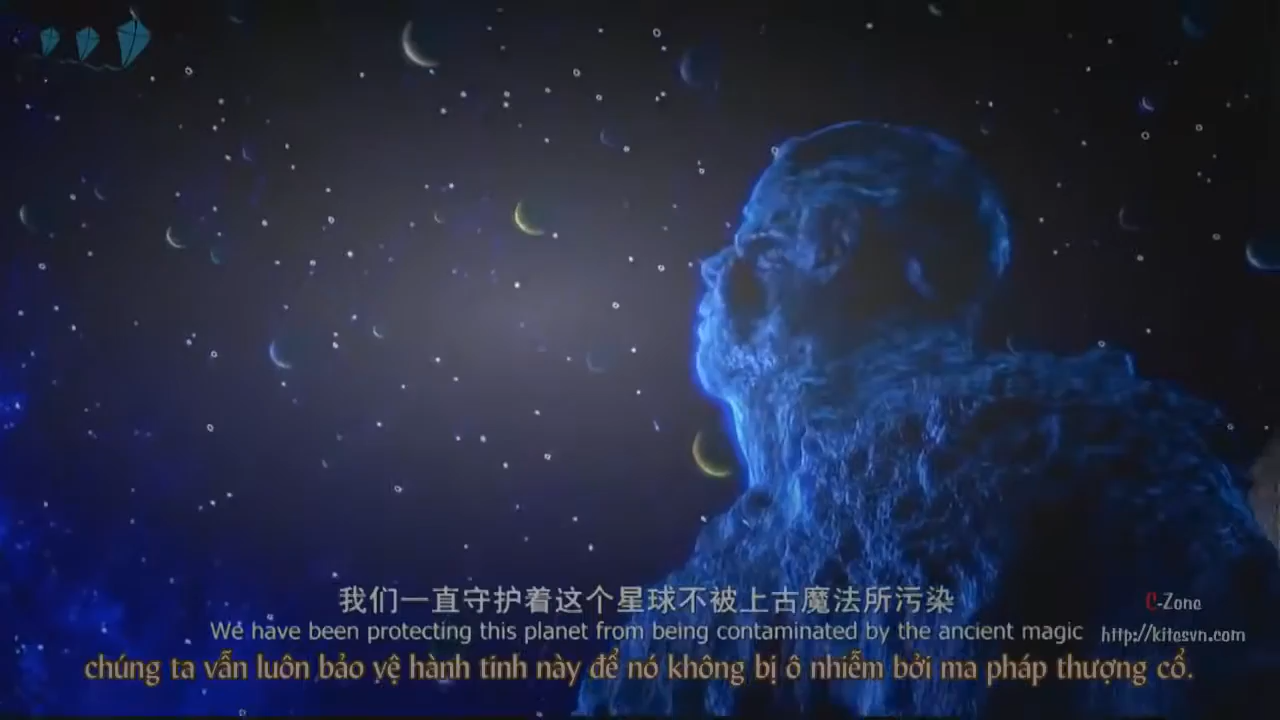 我们一直守护着这个星球不被上古魔法所污染
C-Zone
We have been protecting this planet from being contaminated by the ancient magic
http://kitesvn.com
chúng ta vẫn luôn bảo yệ hành tinh này để nó không bị ô nhiễm bởi ma pháp thượng cổ.